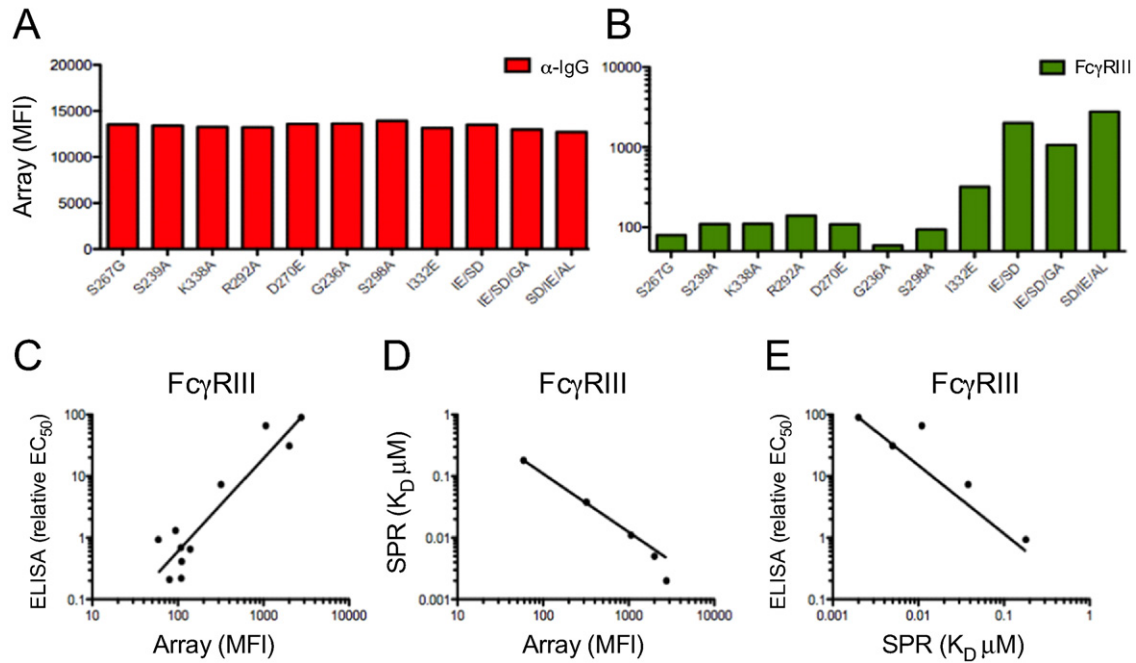 A
α-IgG
Array (MFI)
20000
15000
10000
5000
0
S267G
S239A
K338A
R292A
D270E
G236A
S298A
I332E
IE/SD
IE/SD/GA
SD/IE/AL
B
FcγRIII
10000
1000
100
S267G
S239A
K338A
R292A
D270E
G236A
S298A
I332E
IE/SD
IE/SD/GA
SD/IE/AL
C
FcγRIII
ELISA (relative EC50)
100
10
1
0.1
10
100
1000
10000
Array (MFI)
D
FcγRIII
SPR (KD μM)
1
0.1
0.01
0.001
10
100
1000
10000
Array (MFI)
E
FcγRIII
ELISA (relative EC50)
100
10
1
0.1
0.001
0.01
0.1
1
SPR (KD μM)